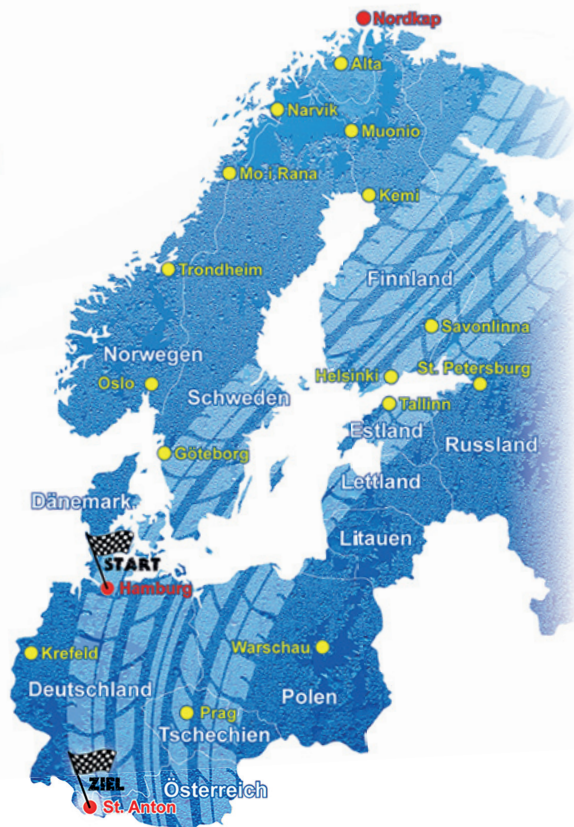 Nordkap
Alta
Narvik
Muonio
Mo i Rana
Kemi
Trondheim
Finnland
Savonlinna
Norwegen
St. Petersburg
Helsinki
Oslo
Schweden
Tallinn
Estland
Russland
Göteborg
Lettland
Dänemark
Litauen
START
Hamburg
Warschau
Krefeld
Deutschland
Polen
Prag
Tschechien
ZIEL
Österreich
St. Anton